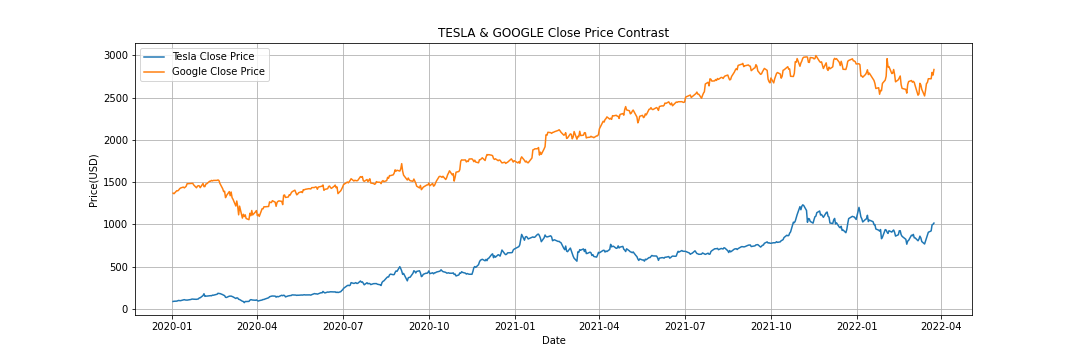 TESLA & GOOGLE Close Price Contrast
Tesla Close Price
Google Close Price
Price(USD)
3000
2500
2000
1500
1000
500
0
2020-01 2020-04 2020-07 2020-10 2021-01 2021-04 2021-07 2021-10 2022-01 2022-04
Date